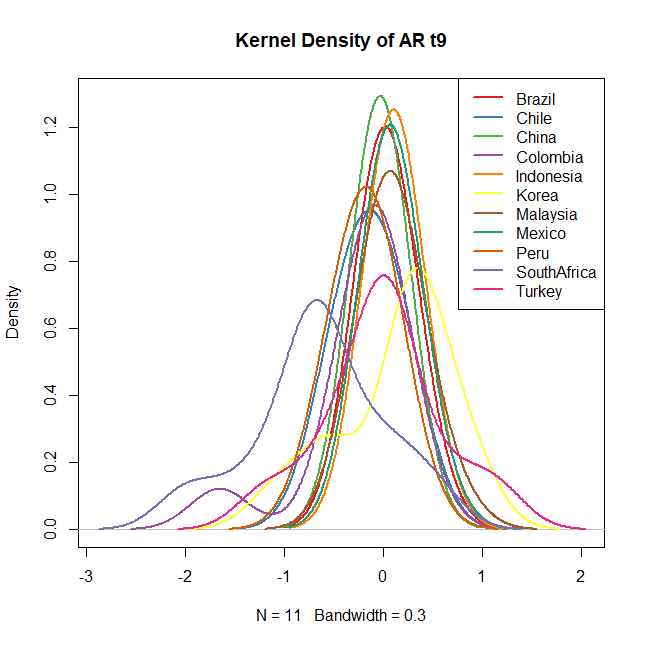 Kernel Density of AR t9
Brazil
Chile
China
Colombia
Indonesia
Korea
Malaysia
Mexico
Peru
SouthAfrica
Turkey
Density
0.0
0.2
0.4
0.6
0.8
1.0
1.2
-3 -2 -1 0 1 2
N = 11 Bandwidth = 0.3